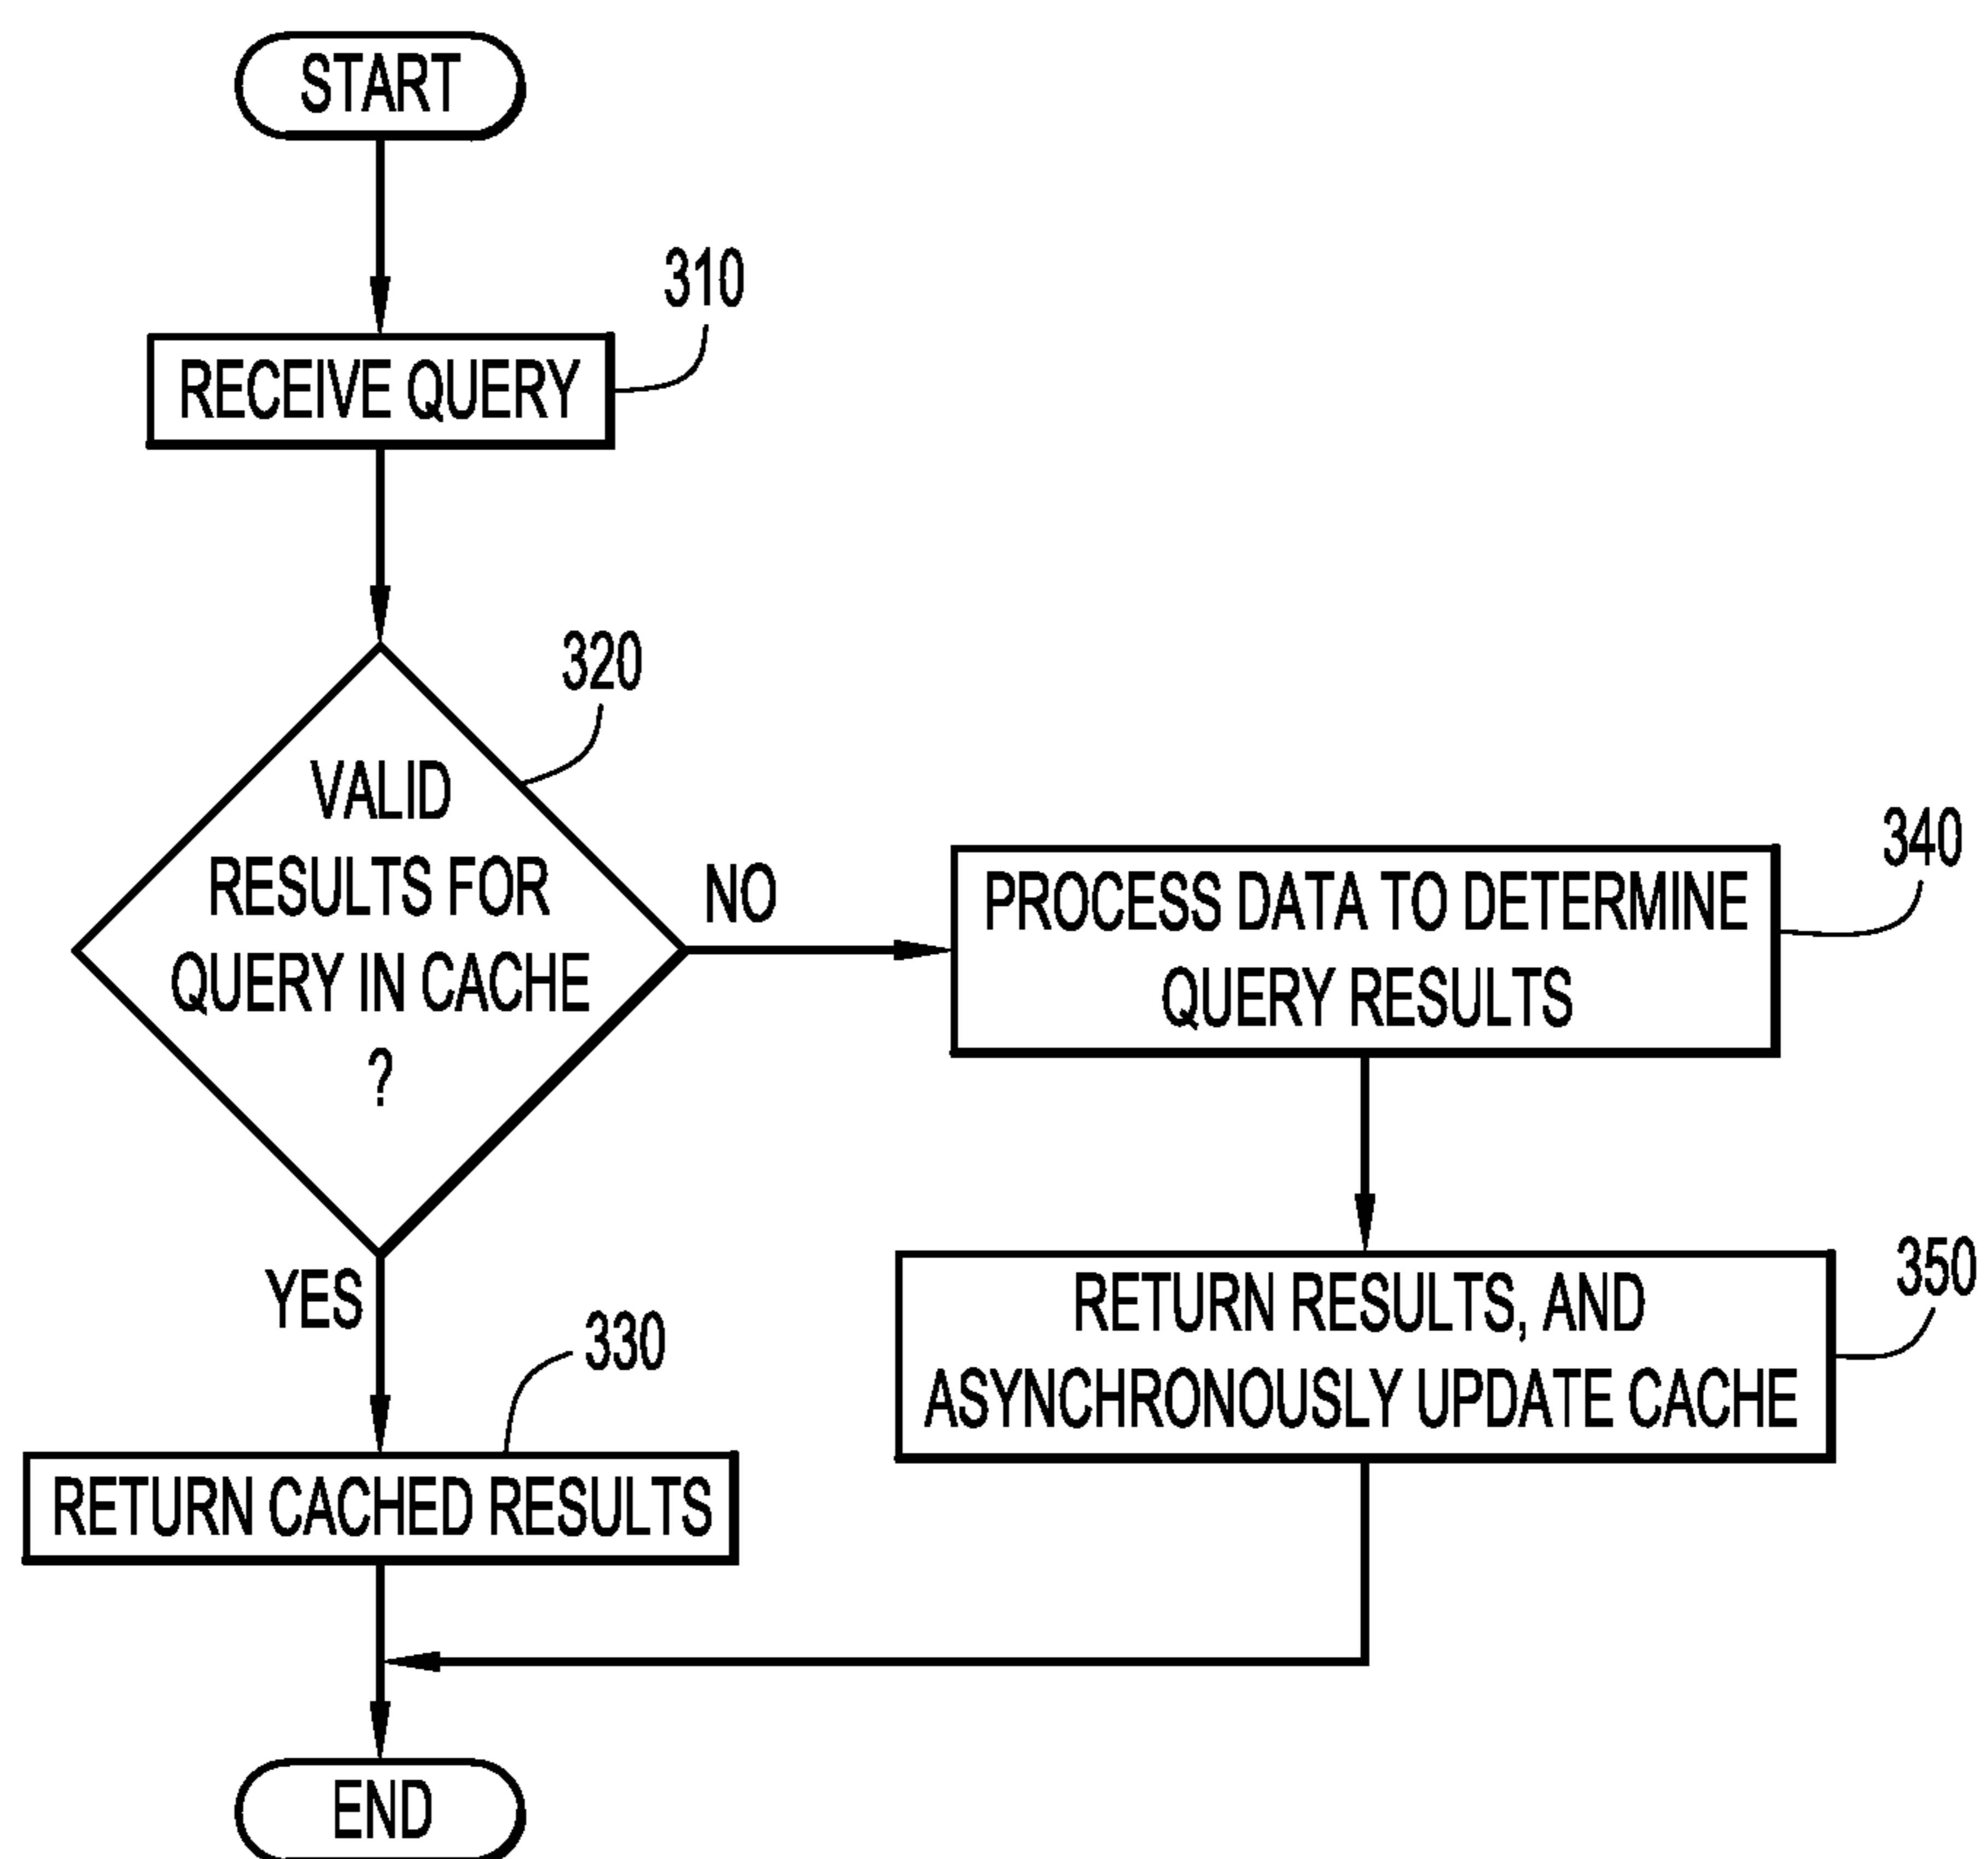 START
310
RECEIVE QUERY
320
VALID
RESULTS FOR
QUERY IN CACHE
?
NO
YES
340
PROCESS DATA TO DETERMINE
QUERY RESULTS
350
RETURN RESULTS, AND
ASYNCHRONOUSLY UPDATE CACHE
330
RETURN CACHED RESULTS
END